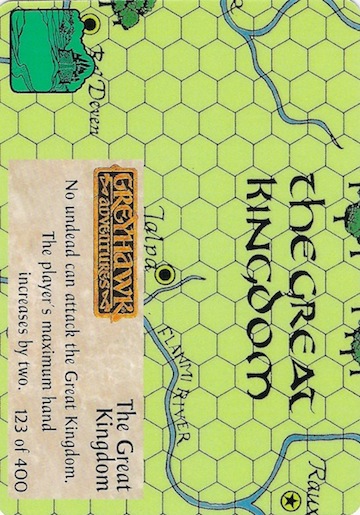 THE GREAT
KINGDOM
Raux
Rel Deven
Jalpa
FLANMI RIVER
GREYHAWK
ADVENTURES
The Great
Kingdom
No undead can attack the Great Kingdom.
The player's maximum hand
increases by two.
123 of 400